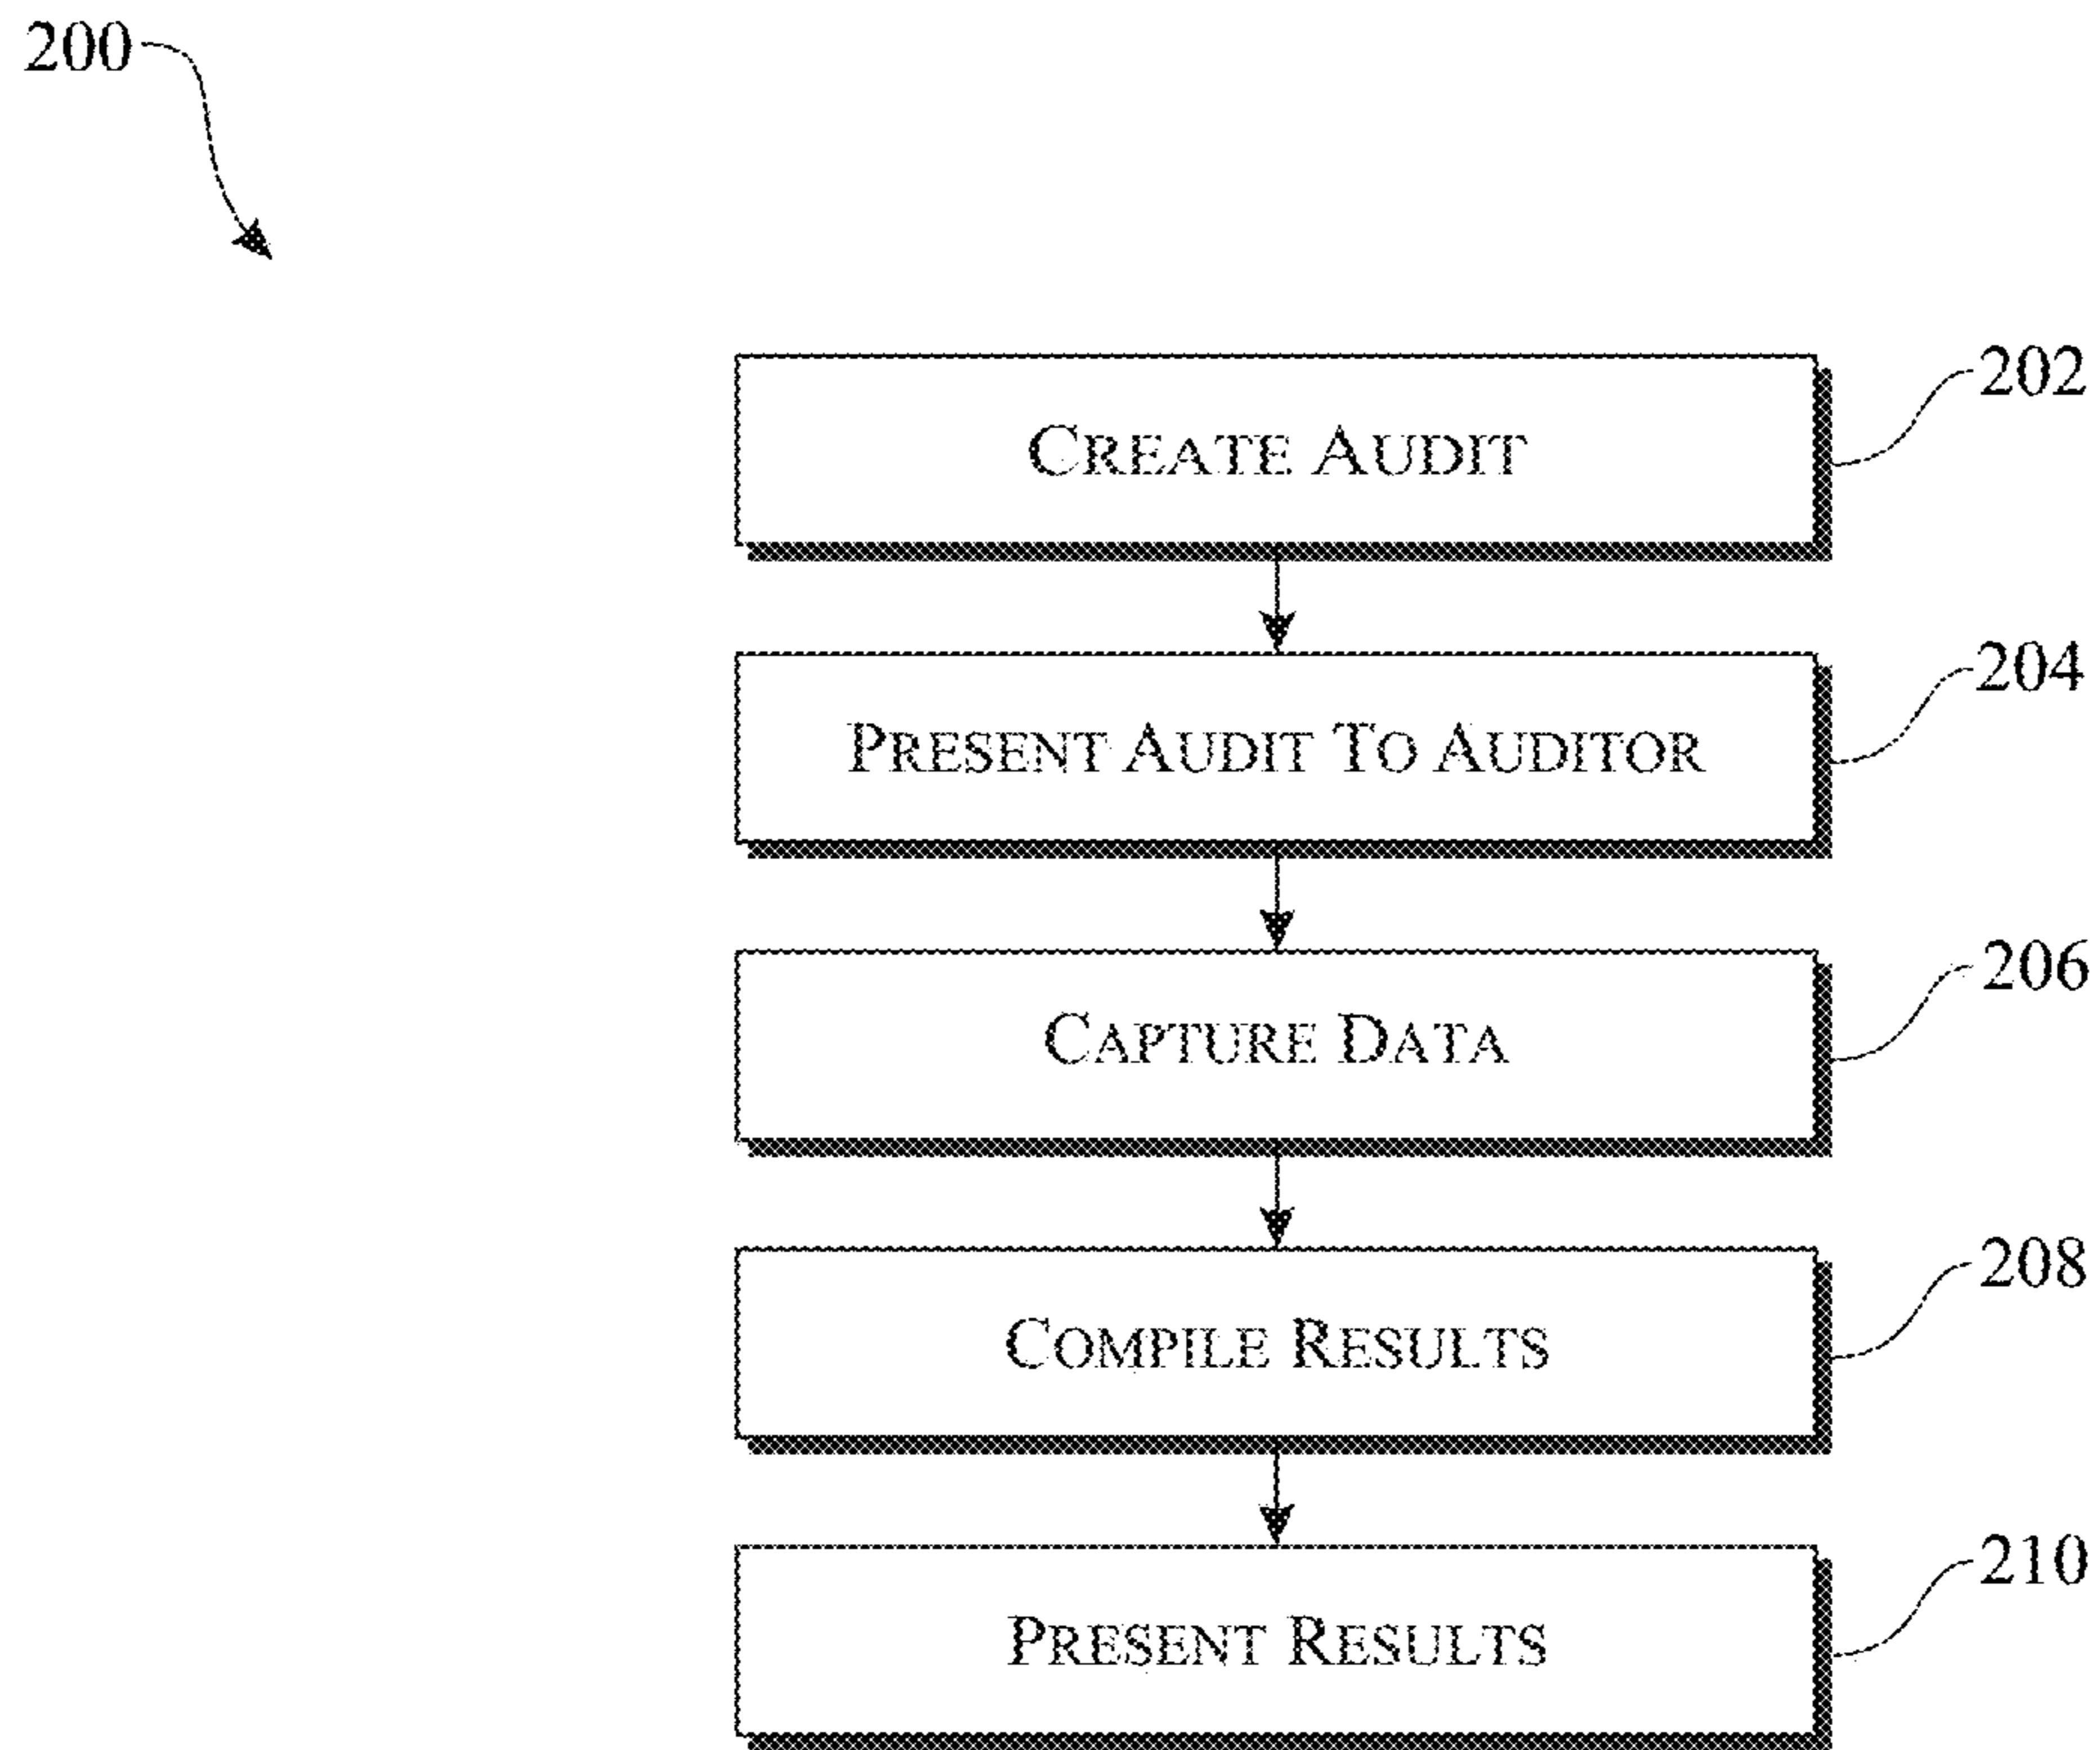 200
202
CREATE AUDIT
204
PRESENT AUDIT TO AUDITOR
206
CAPTURE DATA
208
COMPILE RESULTS
210
PRESENT RESULTS